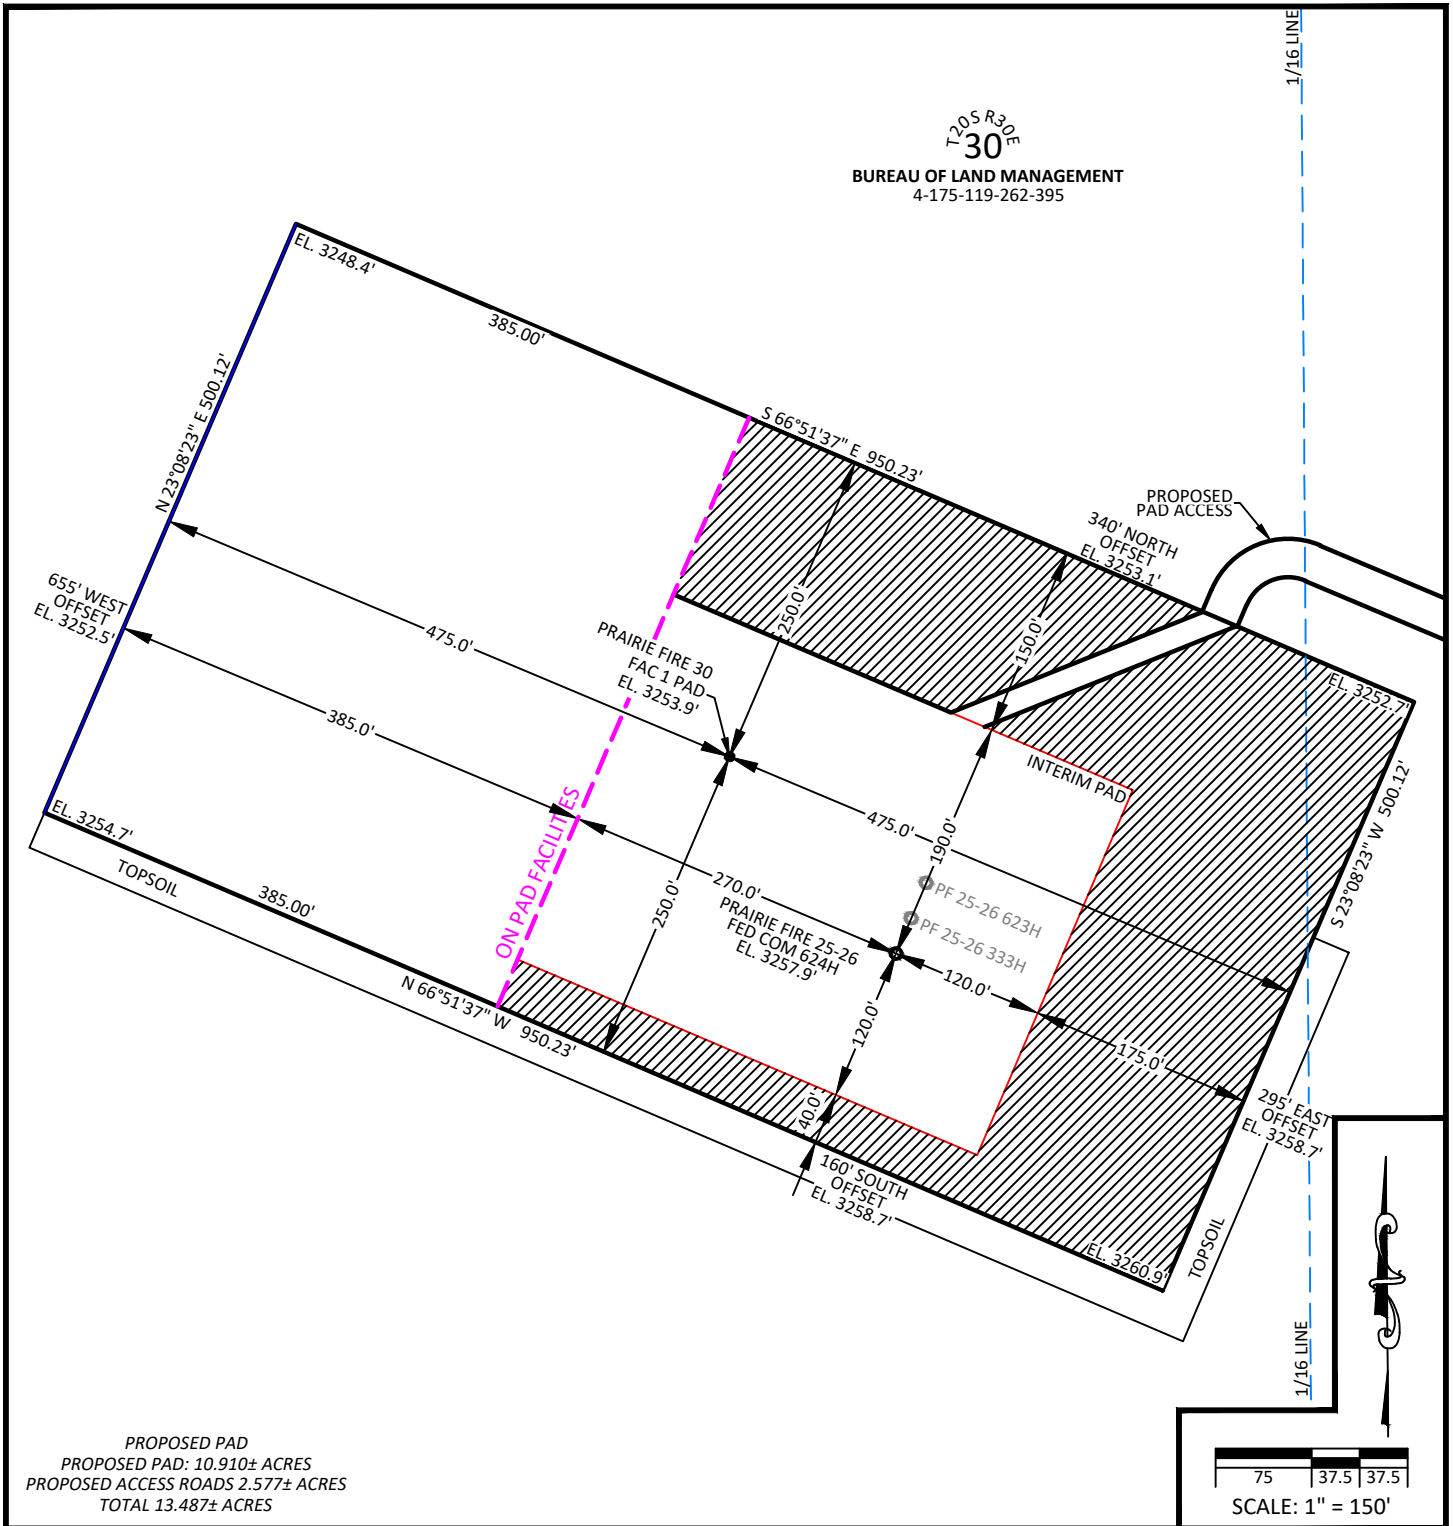 1/16 LINE
T20S R30E
30
BUREAU OF LAND MANAGEMENT
4-175-119-262-395
EL. 3248.4'
385.00'
N 23°08'23" E 500.12'
S 66°51'37" E 950.23'
PROPOSED
PAD ACCESS
340' NORTH
OFFSET
EL. 3253.1'
250.0'
150.0'
655' WEST
OFFSET
EL. 3252.5'
475.0'
PRAIRIE FIRE 30
FAC 1 PAD
EL. 3253.9'
EL. 3252.7'
385.0'
INTERIM PAD
475.0'
190.0'
S 23°08'23" W 500.12'
EL. 3254.7'
TOPSOIL
385.00'
ON PAD FACILITIES
250.0'
270.0'
PRAIRIE FIRE 25-26
FED COM 624H
EL. 3257.9'
PF 25-26 623H
PF 25-26 333H
120.0'
120.0'
N 66°51'37" W 950.23'
175.0'
40.0'
295' EAST
OFFSET
EL. 3258.7'
160' SOUTH
OFFSET
EL. 3258.7'
EL. 3260.9'
TOPSOIL
1/16 LINE
PROPOSED PAD
PROPOSED PAD: 10.910± ACRES
PROPOSED ACCESS ROADS 2.577± ACRES
TOTAL 13.487± ACRES
75 37.5 37.5
SCALE: 1" = 150'